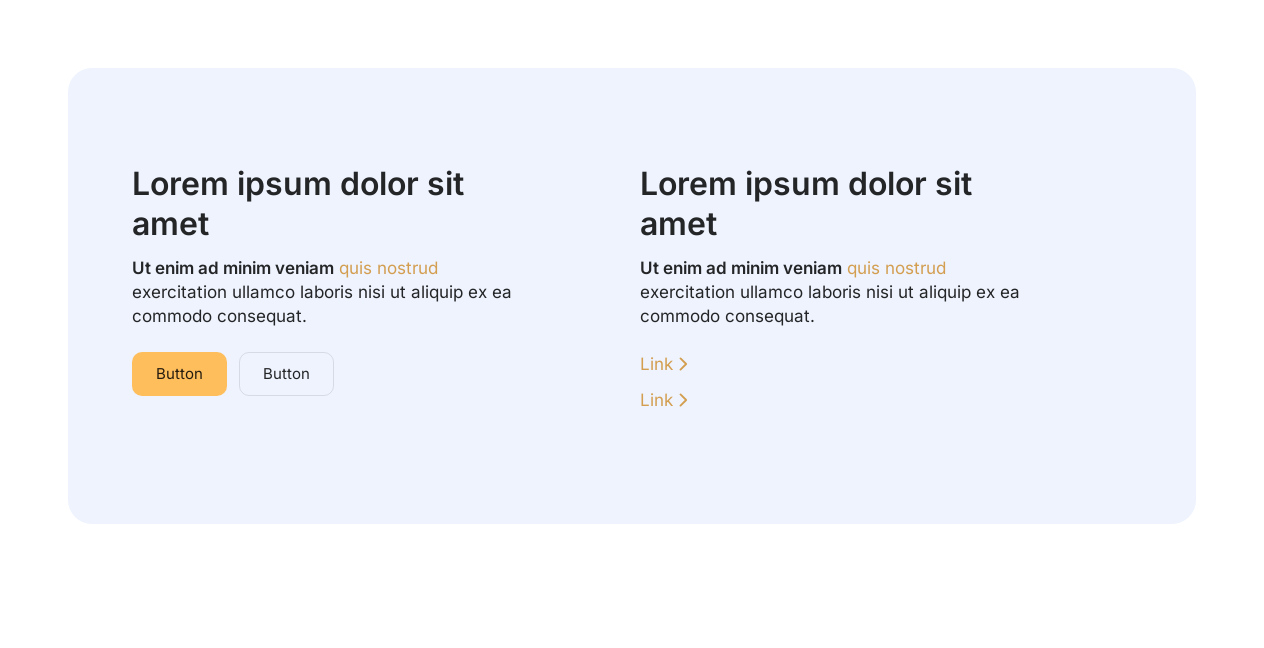 Lorem ipsum dolor sit
amet
Ut enim ad minim veniam quis nostrud
exercitation ullamco laboris nisi ut aliquip ex ea
commodo consequat.
Button
Button
Lorem ipsum dolor sit
amet
Ut enim ad minim veniam quis nostrud
exercitation ullamco laboris nisi ut aliquip ex ea
commodo consequat.
Link
Link